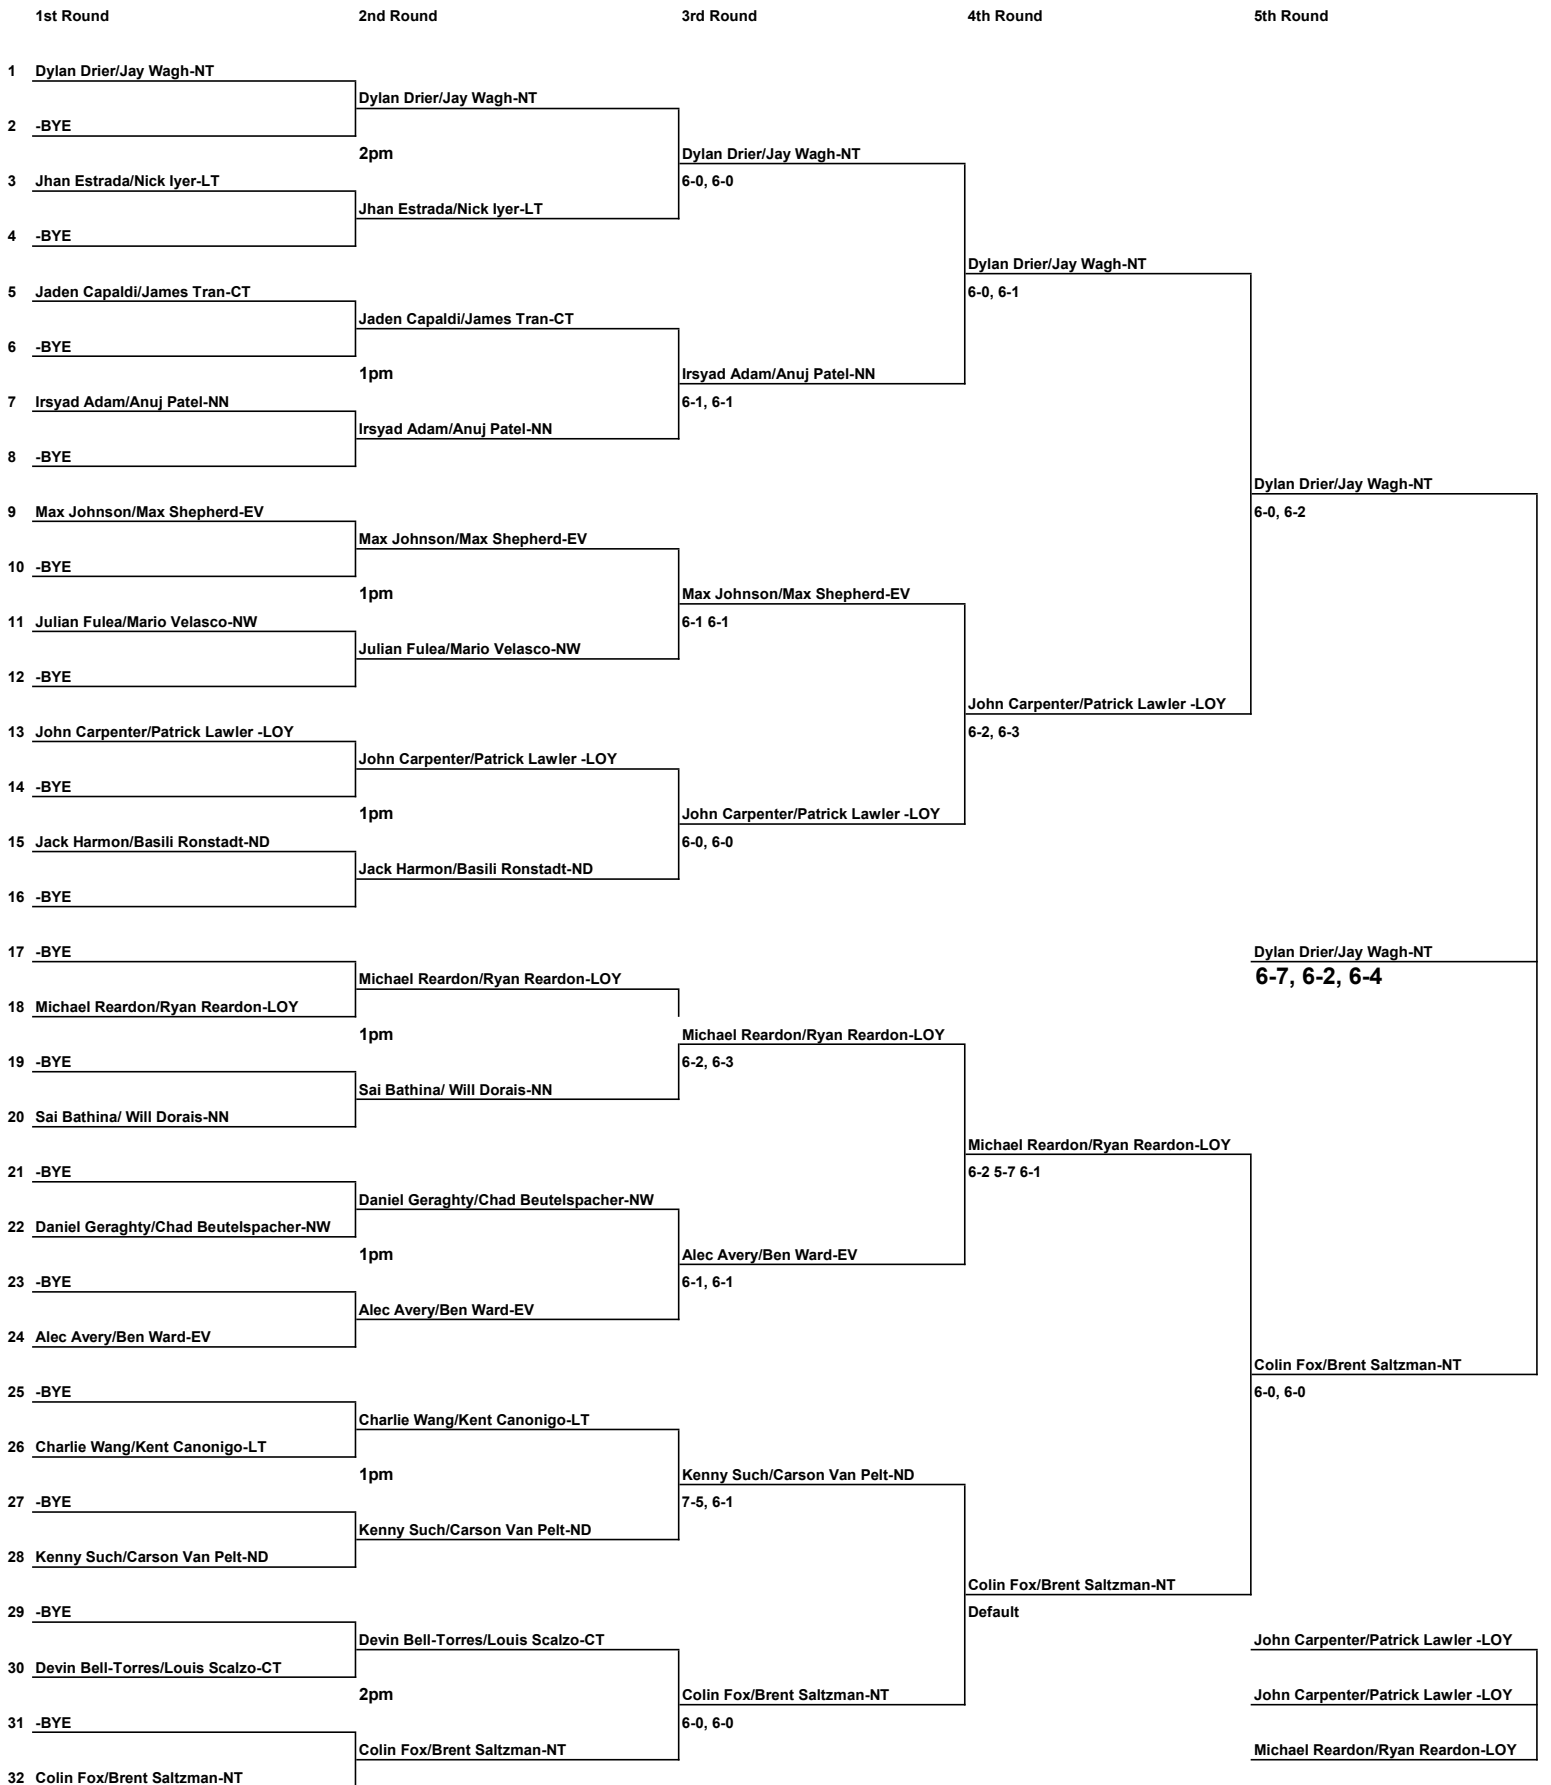 1st Round 2nd Round 3rd Round 4th Round 5th Round
1 Dylan Drier/Jay Wagh-NT
Dylan Drier/Jay Wagh-NT
2 -BYE
2pm Dylan Drier/Jay Wagh-NT
3 Jhan Estrada/Nick Iyer-LT 6-0, 6-0
Jhan Estrada/Nick Iyer-LT
4 -BYE
Dylan Drier/Jay Wagh-NT
5 Jaden Capaldi/James Tran-CT 6-0, 6-1
Jaden Capaldi/James Tran-CT
6 -BYE
1pm Irsyad Adam/Anuj Patel-NN
7 Irsyad Adam/Anuj Patel-NN 6-1, 6-1
Irsyad Adam/Anuj Patel-NN
8 -BYE
Dylan Drier/Jay Wagh-NT
9 Max Johnson/Max Shepherd-EV 6-0, 6-2
Max Johnson/Max Shepherd-EV
10 -BYE
1pm Max Johnson/Max Shepherd-EV
11 Julian Fulea/Mario Velasco-NW 6-1 6-1
Julian Fulea/Mario Velasco-NW
12 -BYE
John Carpenter/Patrick Lawler -LOY
13 John Carpenter/Patrick Lawler -LOY 6-2, 6-3
John Carpenter/Patrick Lawler -LOY
14 -BYE
1pm John Carpenter/Patrick Lawler -LOY
15 Jack Harmon/Basili Ronstadt-ND 6-0, 6-0
Jack Harmon/Basili Ronstadt-ND
16 -BYE
17 -BYE Dylan Drier/Jay Wagh-NT
Michael Reardon/Ryan Reardon-LOY 6-7, 6-2, 6-4
18 Michael Reardon/Ryan Reardon-LOY
1pm Michael Reardon/Ryan Reardon-LOY
19 -BYE 6-2, 6-3
Sai Bathina/ Will Dorais-NN
20 Sai Bathina/ Will Dorais-NN
Michael Reardon/Ryan Reardon-LOY
21 -BYE 6-2 5-7 6-1
Daniel Geraghty/Chad Beutelspacher-NW
22 Daniel Geraghty/Chad Beutelspacher-NW
1pm Alec Avery/Ben Ward-EV
23 -BYE 6-1, 6-1
Alec Avery/Ben Ward-EV
24 Alec Avery/Ben Ward-EV
Colin Fox/Brent Saltzman-NT
25 -BYE 6-0, 6-0
Charlie Wang/Kent Canonigo-LT
26 Charlie Wang/Kent Canonigo-LT
1pm Kenny Such/Carson Van Pelt-ND
27 -BYE 7-5, 6-1
Kenny Such/Carson Van Pelt-ND
28 Kenny Such/Carson Van Pelt-ND
Colin Fox/Brent Saltzman-NT
29 -BYE Default
Devin Bell-Torres/Louis Scalzo-CT John Carpenter/Patrick Lawler -LOY
30 Devin Bell-Torres/Louis Scalzo-CT
2pm Colin Fox/Brent Saltzman-NT John Carpenter/Patrick Lawler -LOY
31 -BYE 6-0, 6-0
Colin Fox/Brent Saltzman-NT Michael Reardon/Ryan Reardon-LOY
32 Colin Fox/Brent Saltzman-NT